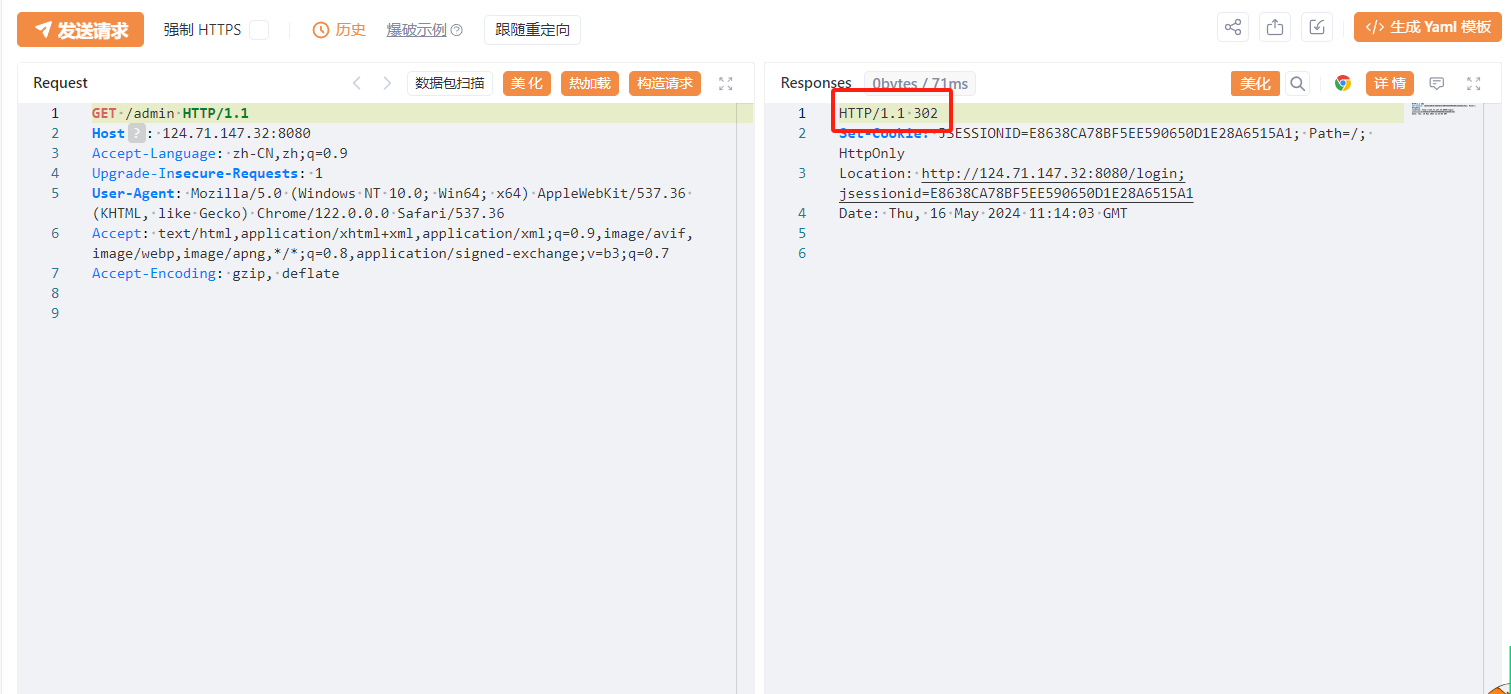 发送请求 强制 HTTPS 历史 爆破示例 ? 跟随重定向 </> 生成 Yaml 模板
Request 数据包扫描 美化 热加载 构造请求
1 GET /admin HTTP/1.1
2 Host ? : 124.71.147.32:8080
3 Accept-Language: zh-CN,zh;q=0.9
4 Upgrade-Insecure-Requests: 1
5 User-Agent: Mozilla/5.0 (Windows NT 10.0; Win64; x64) AppleWebKit/537.36
(KHTML, like Gecko) Chrome/122.0.0.0 Safari/537.36
6 Accept: text/html,application/xhtml+xml,application/xml;q=0.9,image/avif,
image/webp,image/apng,*/*;q=0.8,application/signed-exchange;v=b3;q=0.7
7 Accept-Encoding: gzip, deflate
8
9
Responses 0bytes / 71ms 美化 详情
1 HTTP/1.1 302
2 Set-Cookie: JSESSIONID=E8638CA78BF5EE590650D1E28A6515A1; Path=/;
HttpOnly
3 Location: http://124.71.147.32:8080/login;
jsessionid=E8638CA78BF5EE590650D1E28A6515A1
4 Date: Thu, 16 May 2024 11:14:03 GMT
5
6